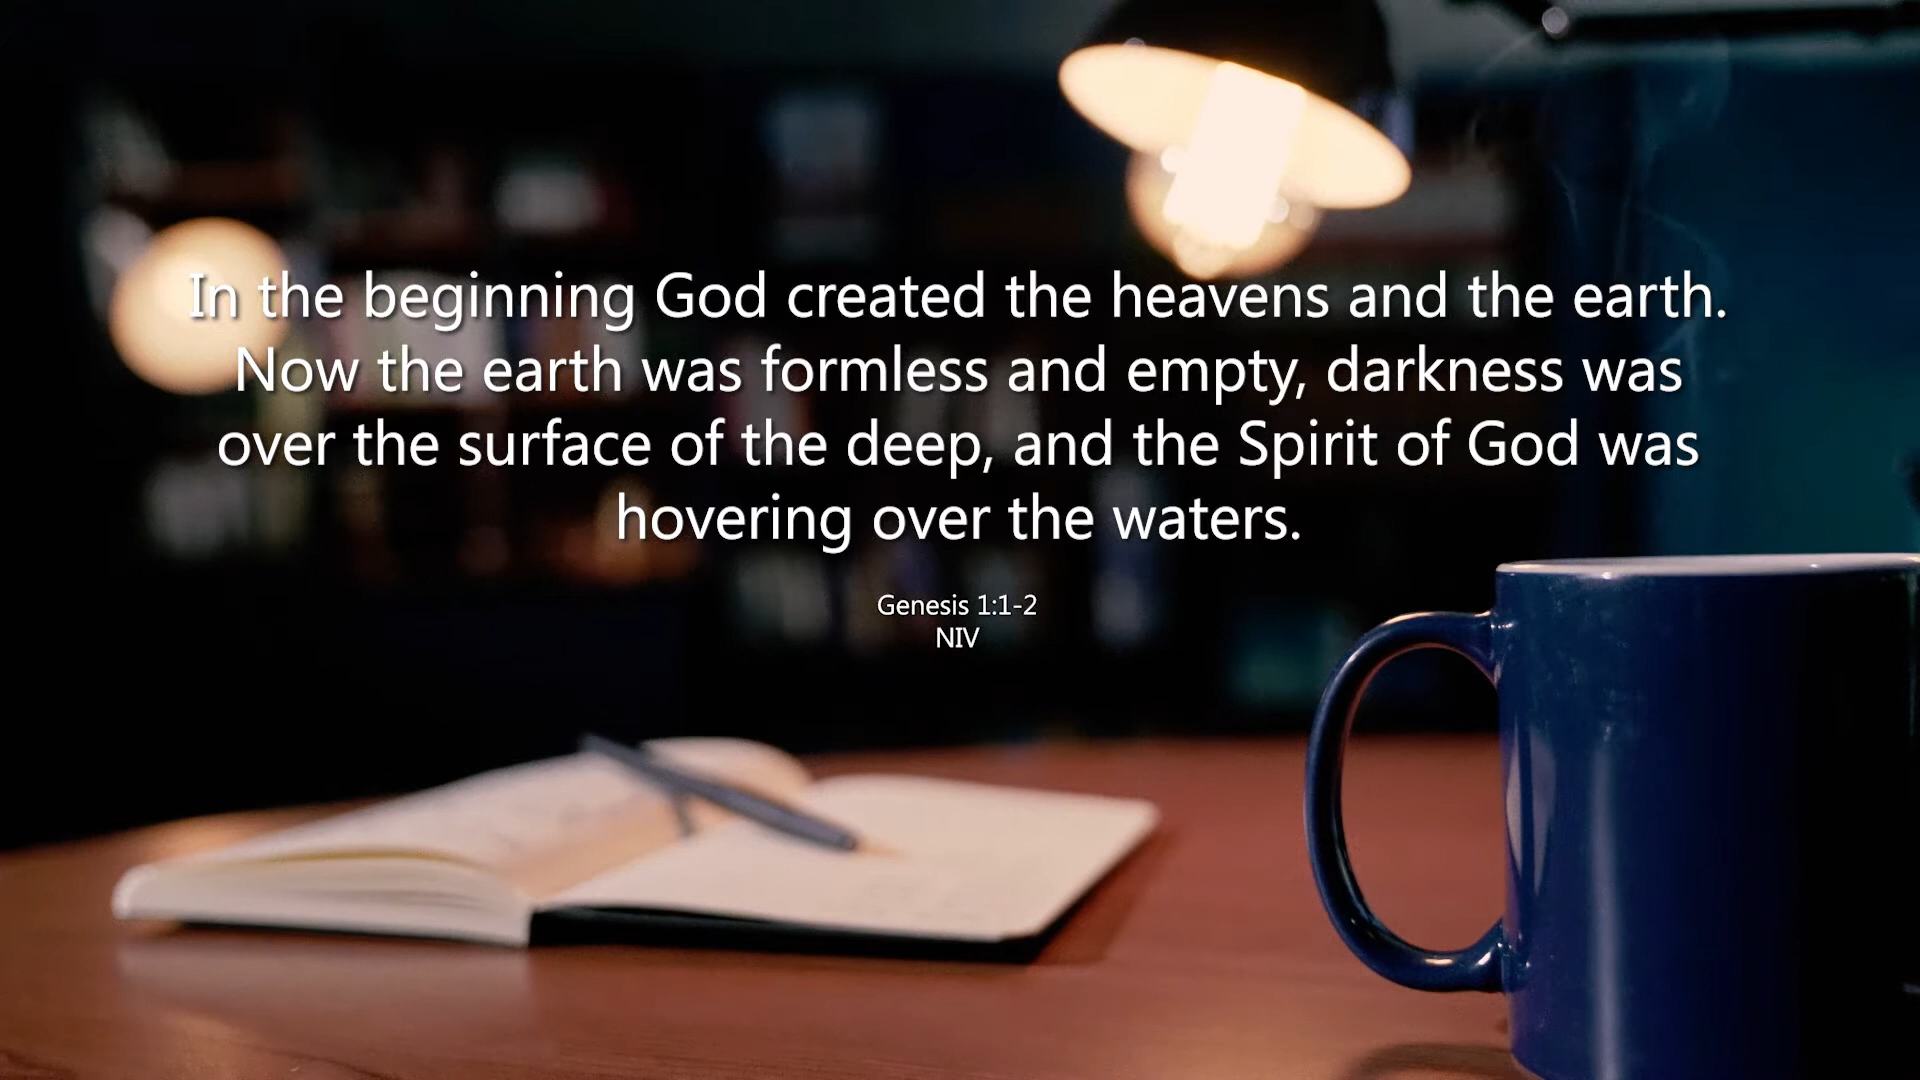 In the beginning God created the heavens and the earth.
Now the earth was formless and empty, darkness was
over the surface of the deep, and the Spirit of God was
hovering over the waters.
Genesis 1:1-2
NIV